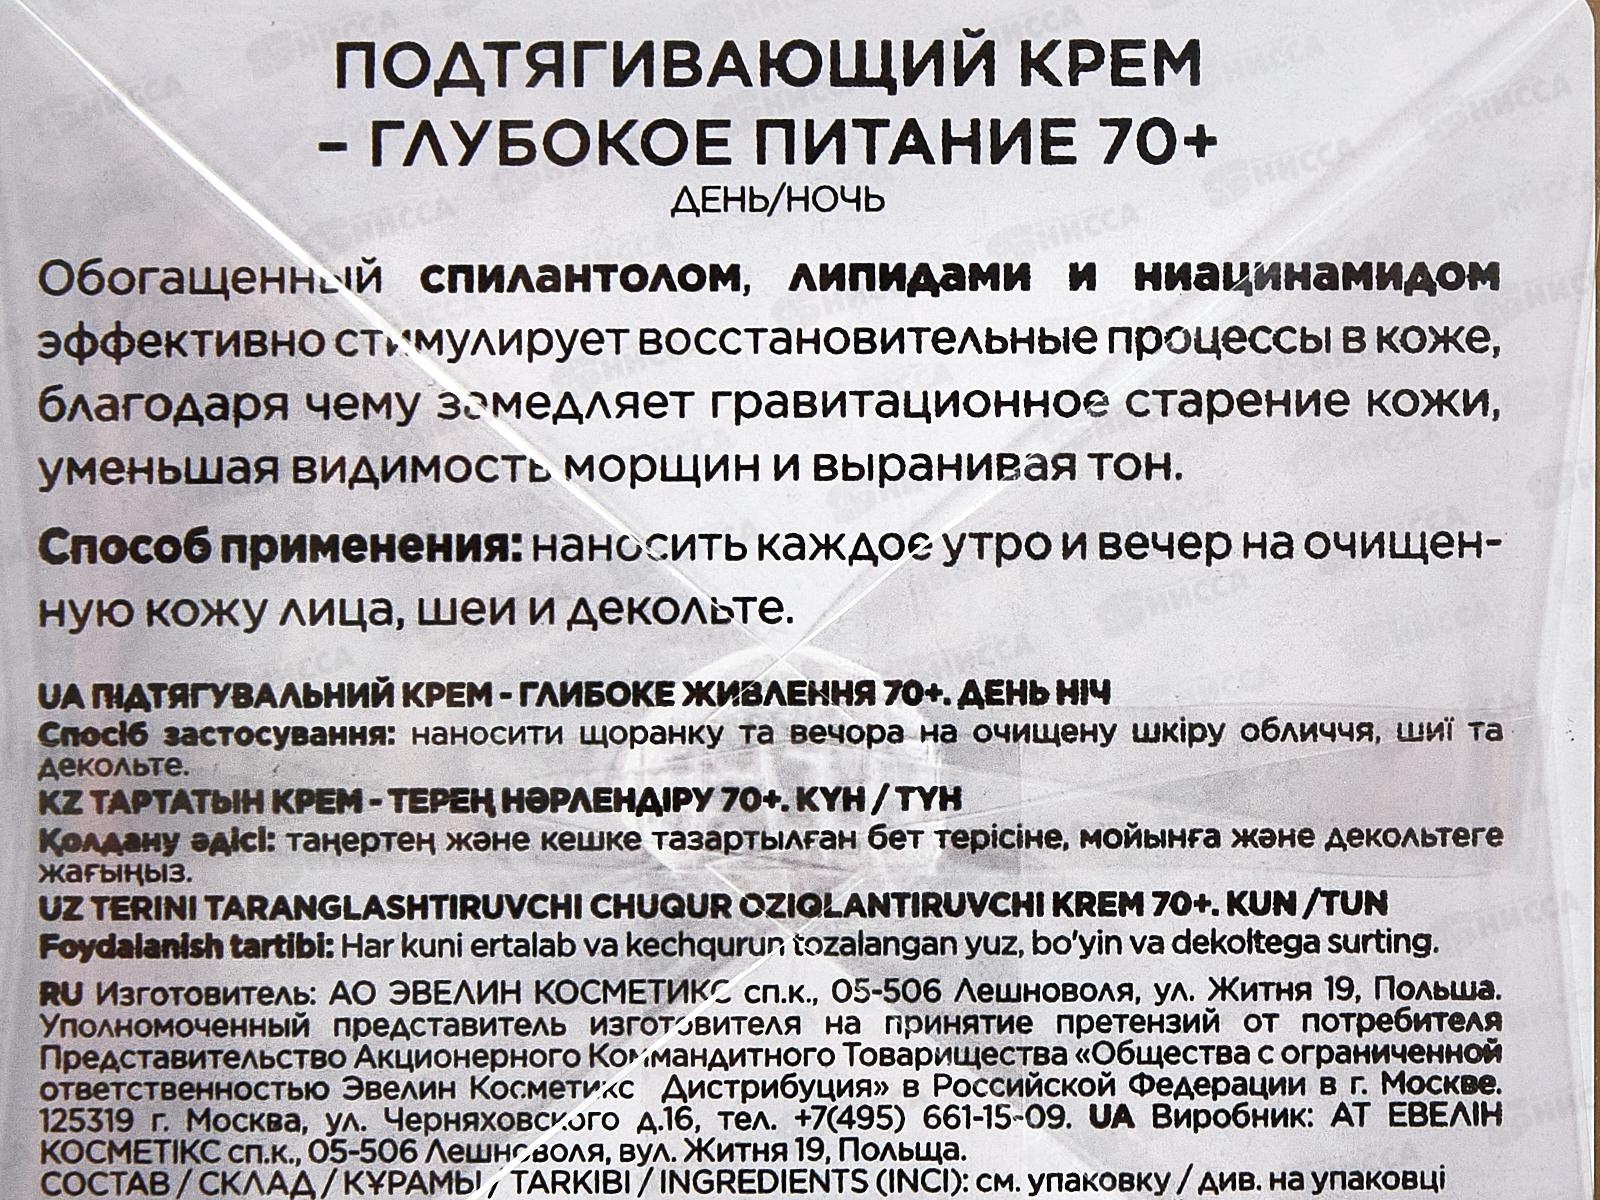 ПОДТЯГИВАЮЩИЙ КРЕМ
– ГЛУБОКОЕ ПИТАНИЕ 70+
ДЕНЬ/НОЧЬ
Обогащенный спилантолом, липидами и ниацинамидом
эффективно стимулирует восстановительные процессы в коже,
благодаря чему замедляет гравитационное старение кожи,
уменьшая видимость морщин и выранивая тон.
Способ применения: наносить каждое утро и вечер на очищен-
ную кожу лица, шеи и декольте.
UA ПІДТЯГУВАЛЬНИЙ КРЕМ - ГЛИБОКЕ ЖИВЛЕННЯ 70+. ДЕНЬ НІЧ
Спосіб застосування: наносити щоранку та вечора на очищену шкіру обличчя, шиї та
декольте.
KZ ТАРТАТЫН КРЕМ - ТЕРЕҢ НӘРЛЕНДІРУ 70+. КҮН / ТҮН
Қолдану әдісі: таңертең және кешке тазартылған бет терісіне, мойынға және декольтеге
жағыңыз.
UZ TERINI TARANGLASHTIRUVCHI CHUQUR OZIQLANTIRUVCHI KREM 70+. KUN /TUN
Foydalanish tartibi: Har kuni ertalab va kechqurun tozalangan yuz, bo'yin va dekoltega surting.
RU Изготовитель: АО ЭВЕЛИН КОСМЕТИКС сп.к., 05-506 Лешноволя, ул. Житня 19, Польша.
Уполномоченный представитель изготовителя на принятие претензий от потребителя
Представительство Акционерного Коммандитного Товарищества «Общества с ограниченной
ответственностью Эвелин Косметикс Дистрибуция» в Российской Федерации в г. Москве.
125319 г. Москва, ул. Черняховского д.16, тел. +7(495) 661-15-09. UA Виробник: АТ ЕВЕЛІН
КОСМЕТІКС сп.к., 05-506 Лешноволя, вул. Житня 19, Польща.
СОСТАВ / СКЛАД / ҚҰРАМЫ / TARKIBI / INGREDIENTS (INCI): см. упаковку / див. на упаковці